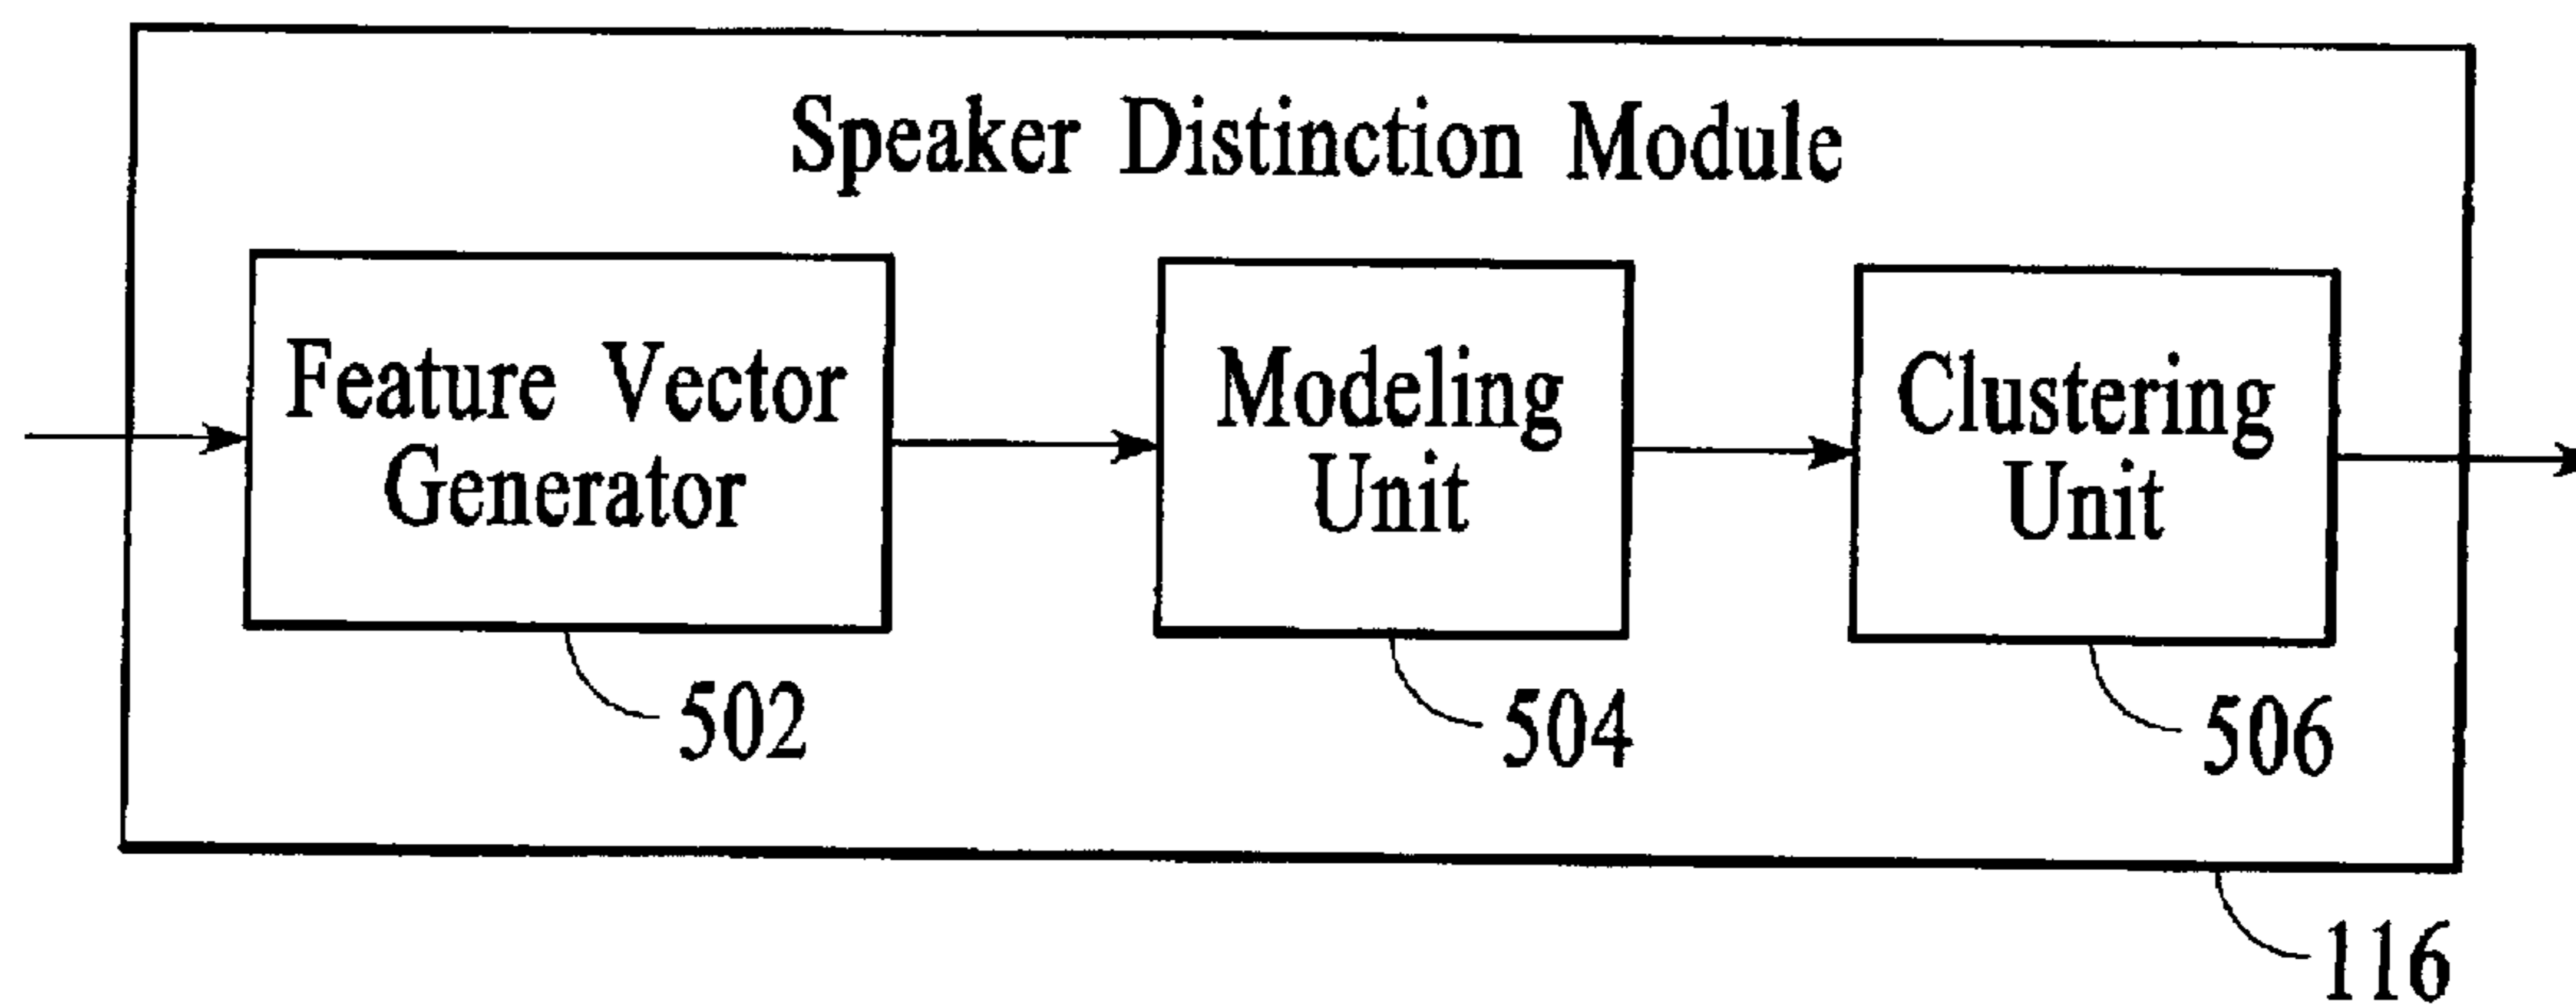 Speaker Distinction Module
Feature Vector
Generator
Modeling
Unit
Clustering
Unit
502
504
506
116